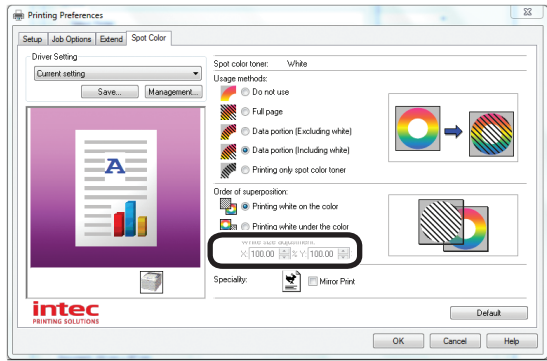 Printing Preferences
Setup Job Options Extend Spot Color
Driver Setting
Current setting
Save... Management...
A
intec
PRINTING SOLUTIONS
Spot color toner: White
Usage methods:
Do not use
Full page
Data portion (Excluding white)
Data portion (Including white)
Printing only spot color toner
Order of superposition:
Printing white on the color
Printing white under the color
White size adjustment:
X: 100.00 % Y: 100.00
Speciality: Mirror Print
Default
OK Cancel Help